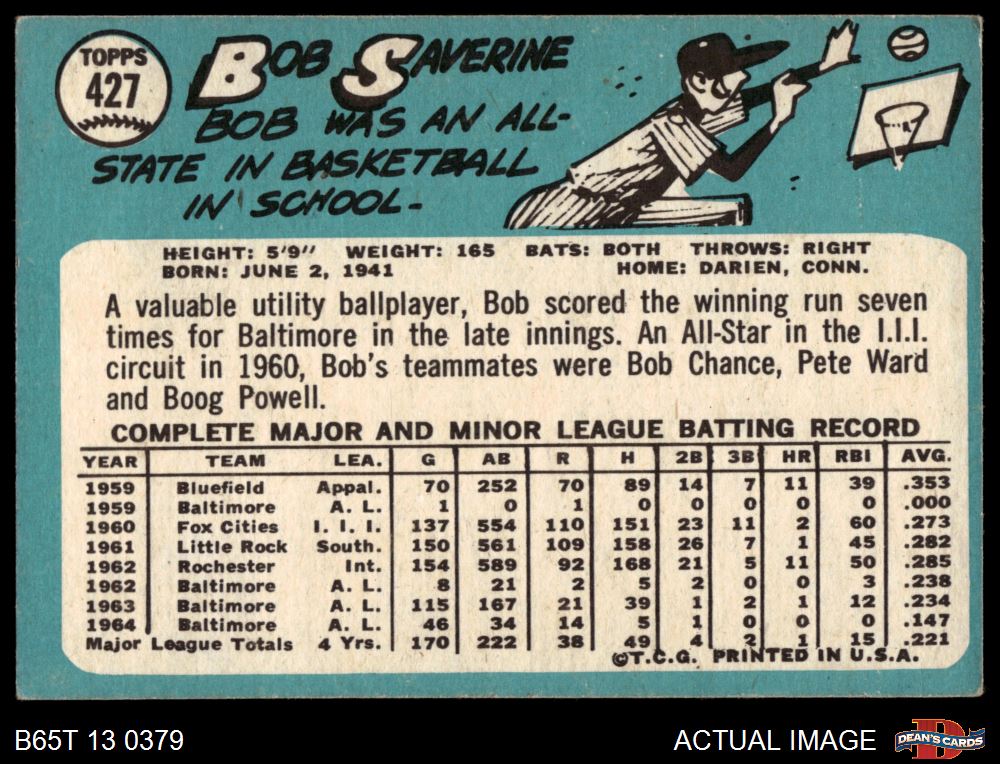 TOPPS
427
BOB SAVERINE
BOB WAS AN ALL-
STATE IN BASKETBALL
IN SCHOOL-
HEIGHT: 5'9" WEIGHT: 165 BATS: BOTH THROWS: RIGHT
BORN: JUNE 2, 1941 HOME: DARIEN, CONN.
A valuable utility ballplayer, Bob scored the winning run seven
times for Baltimore in the late innings. An All-Star in the I.I.I.
circuit in 1960, Bob's teammates were Bob Chance, Pete Ward
and Boog Powell.
COMPLETE MAJOR AND MINOR LEAGUE BATTING RECORD
YEAR TEAM LEA. G AB R H 2B 3B HR RBI AVG.
1959 Bluefield Appal. 70 252 70 89 14 7 11 39 .353
1959 Baltimore A. L. 1 0 1 0 0 0 0 0 .000
1960 Fox Cities I. I. I. 137 554 110 151 23 11 2 60 .273
1961 Little Rock South. 150 561 109 158 26 7 1 45 .282
1962 Rochester Int. 154 589 92 168 21 5 11 50 .285
1962 Baltimore A. L. 8 21 2 5 2 0 0 3 .238
1963 Baltimore A. L. 115 167 21 39 1 2 1 12 .234
1964 Baltimore A. L. 46 34 14 5 1 0 0 0 .147
Major League Totals 4 Yrs. 170 222 38 49 4 2 1 15 .221
©T.C.G. PRINTED IN U.S.A.
B65T 13 0379 ACTUAL IMAGE DEAN'S CARDS